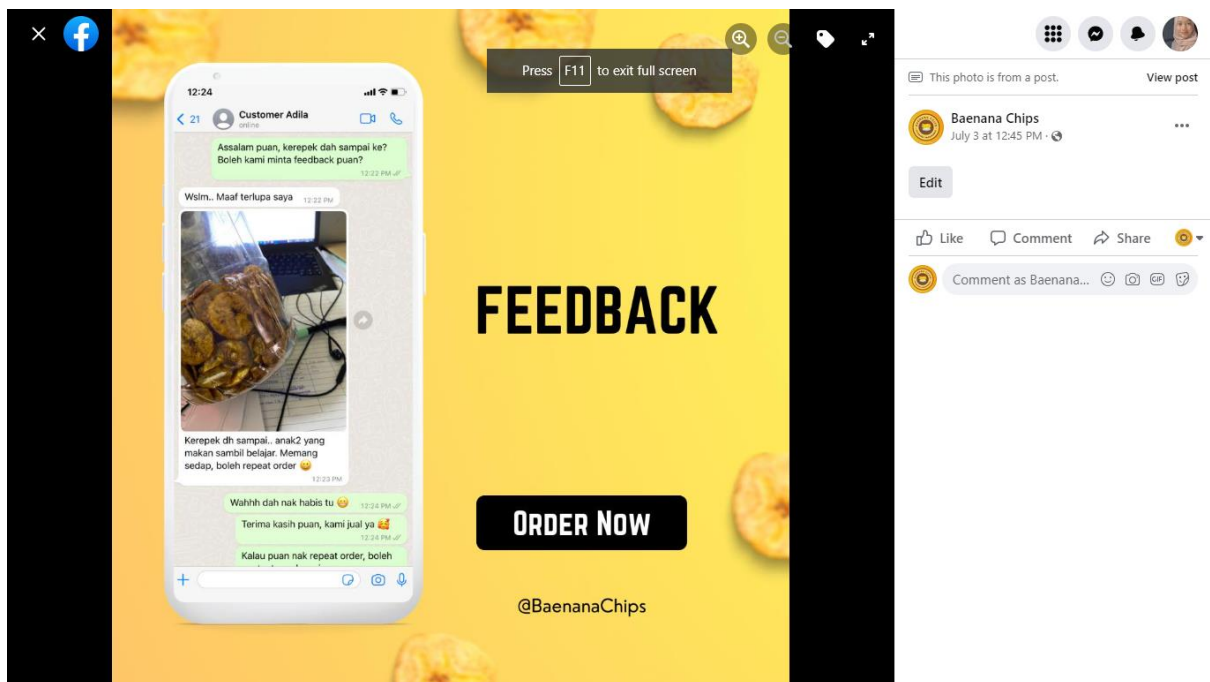 Press F11 to exit full screen
12:24
21
Customer Adila
online
Assalam puan, kerepek dah sampai ke?
Boleh kami minta feedback puan?
12:22 PM
Wslm.. Maaf terlupa saya
12:22 PM
Kerepek dh sampai.. anak2 yang
makan sambil belajar. Memang
sedap, boleh repeat order
12:23 PM
Wahhh dah nak habis tu
12:24 PM
Terima kasih puan, kami jual ya
12:24 PM
Kalau puan nak repeat order, boleh
FEEDBACK
ORDER NOW
@BaenanaChips
This photo is from a post.
View post
Baenana Chips
July 3 at 12:45 PM ·
Edit
Like
Comment
Share
Comment as Baenana...
GIF